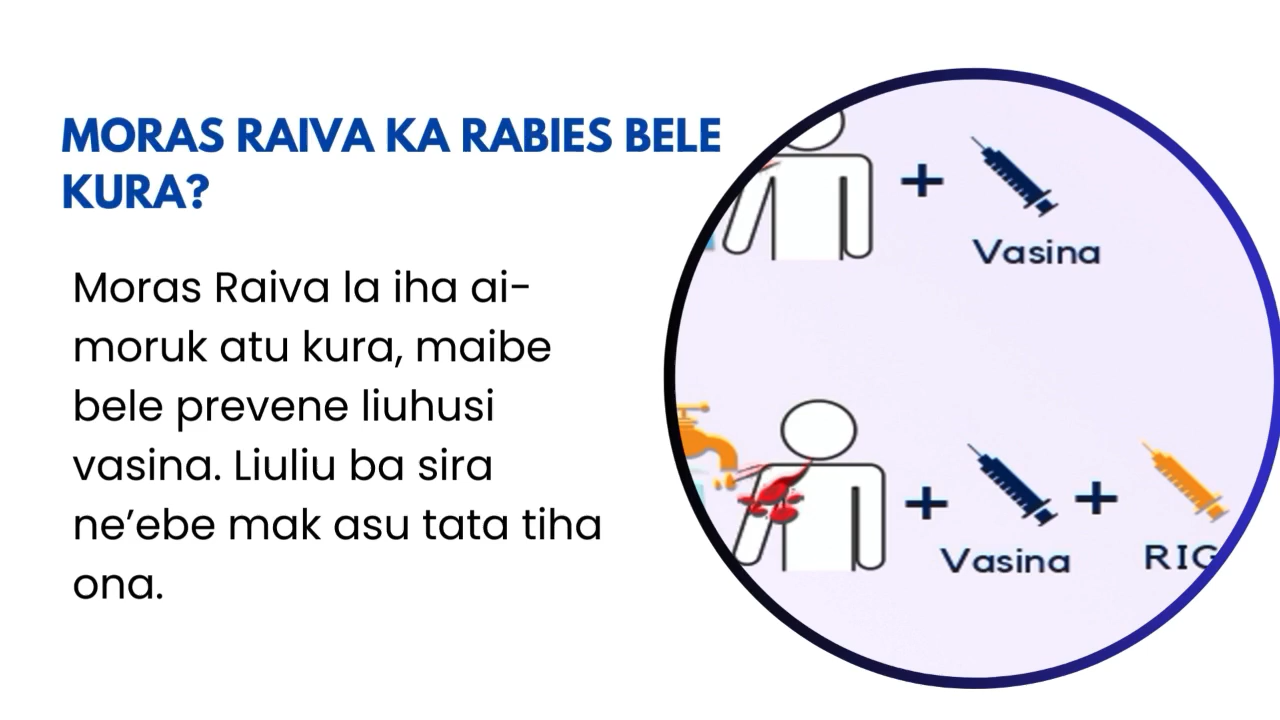 MORAS RAIVA KA RABIES BELE
KURA?
Moras Raiva la iha ai-
moruk atu kura, maibe
bele prevene liuhusi
vasina. Liuliu ba sira
ne’ebe mak asu tata tiha
ona.
+
Vasina
+ +
Vasina RIG